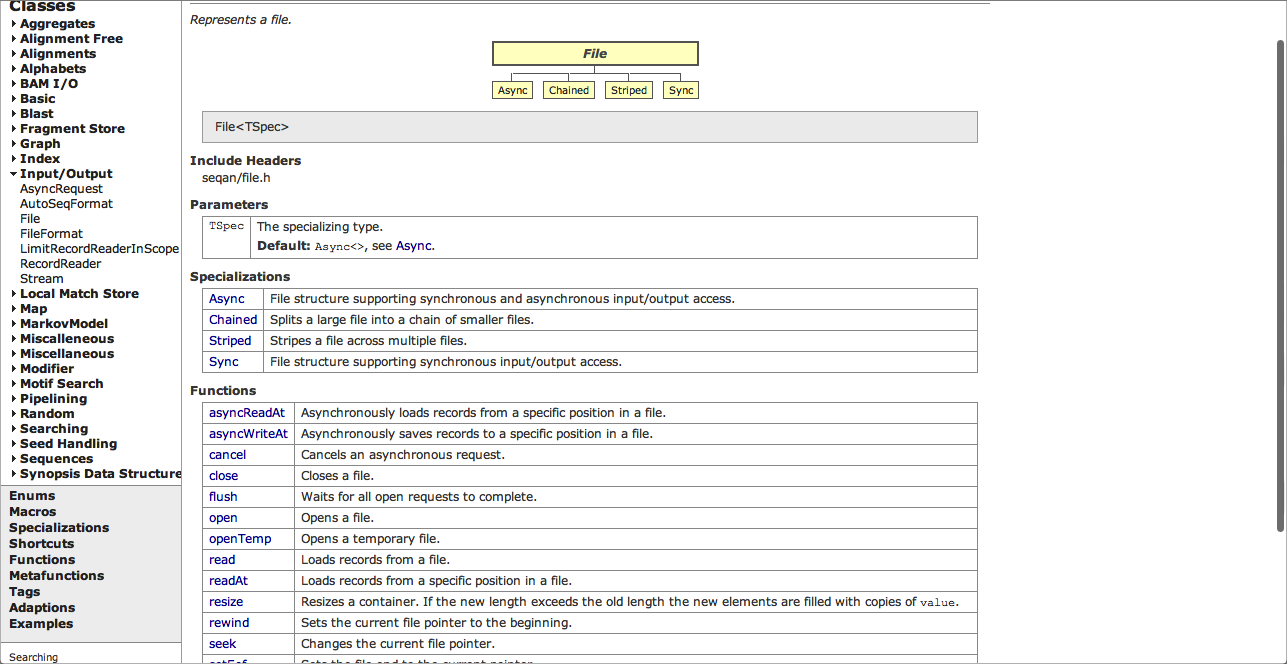 Classes
Aggregates
Alignment Free
Alignments
Alphabets
BAM I/O
Basic
Blast
Fragment Store
Graph
Index
Input/Output
AsyncRequest
AutoSeqFormat
File
FileFormat
LimitRecordReaderInScope
RecordReader
Stream
Local Match Store
Map
MarkovModel
Miscalleneous
Miscellaneous
Modifier
Motif Search
Pipelining
Random
Searching
Seed Handling
Sequences
Synopsis Data Structure
Enums
Macros
Specializations
Shortcuts
Functions
Metafunctions
Tags
Adaptions
Examples
Searching
Represents a file.
File
Async Chained Striped Sync
File<TSpec>
Include Headers
seqan/file.h
Parameters
TSpec The specializing type.
Default: Async<>, see Async.
Specializations
Async File structure supporting synchronous and asynchronous input/output access.
Chained Splits a large file into a chain of smaller files.
Striped Stripes a file across multiple files.
Sync File structure supporting synchronous input/output access.
Functions
asyncReadAt Asynchronously loads records from a specific position in a file.
asyncWriteAt Asynchronously saves records to a specific position in a file.
cancel Cancels an asynchronous request.
close Closes a file.
flush Waits for all open requests to complete.
open Opens a file.
openTemp Opens a temporary file.
read Loads records from a file.
readAt Loads records from a specific position in a file.
resize Resizes a container. If the new length exceeds the old length the new elements are filled with copies of value.
rewind Sets the current file pointer to the beginning.
seek Changes the current file pointer.
setEof Sets the file end to the current pointer.